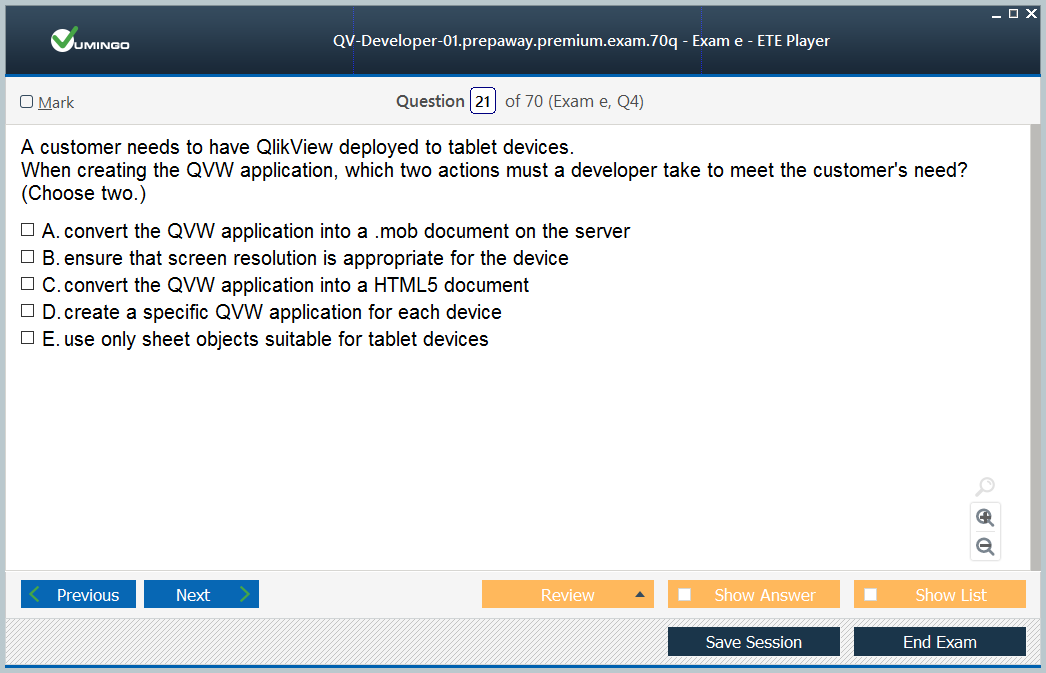 VUMINGO
QV-Developer-01.prepaway.premium.exam.70q - Exam e - ETE Player
Mark
Question 21 of 70 (Exam e, Q4)
A customer needs to have QlikView deployed to tablet devices.
When creating the QVW application, which two actions must a developer take to meet the customer's need?
(Choose two.)
A. convert the QVW application into a .mob document on the server
B. ensure that screen resolution is appropriate for the device
C. convert the QVW application into a HTML5 document
D. create a specific QVW application for each device
E. use only sheet objects suitable for tablet devices
Previous Next Review Show Answer Show List
Save Session End Exam